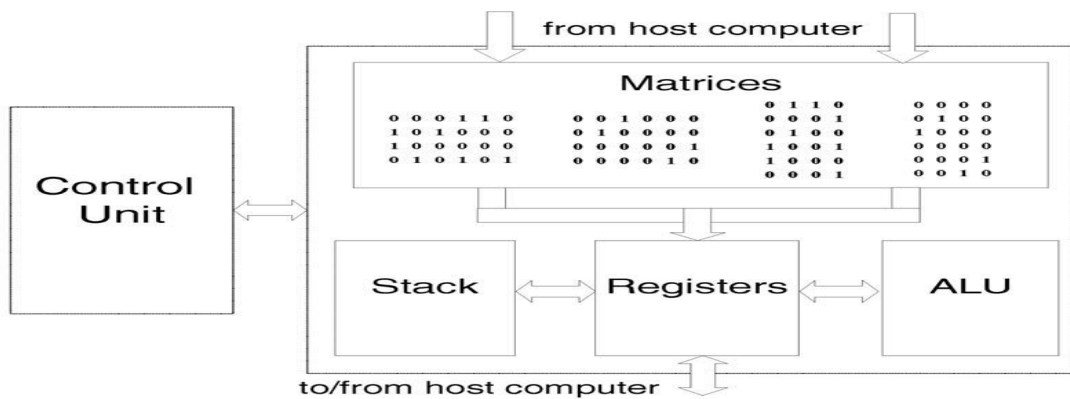 from host computer
Matrices
0 0 0 1 1 0
1 0 1 0 0 0
1 0 0 0 0 0
0 1 0 1 0 1
0 0 1 0 0 0
0 1 0 0 0 0
0 0 0 0 0 1
0 0 0 0 1 0
0 1 1 0
0 0 0 1
0 1 0 0
1 0 0 1
1 0 0 0
0 0 0 1
0 0 0 0
0 1 0 0
1 0 0 0
0 0 0 0
0 0 0 1
0 0 1 0
Control
Unit
Stack
Registers
ALU
to/from host computer